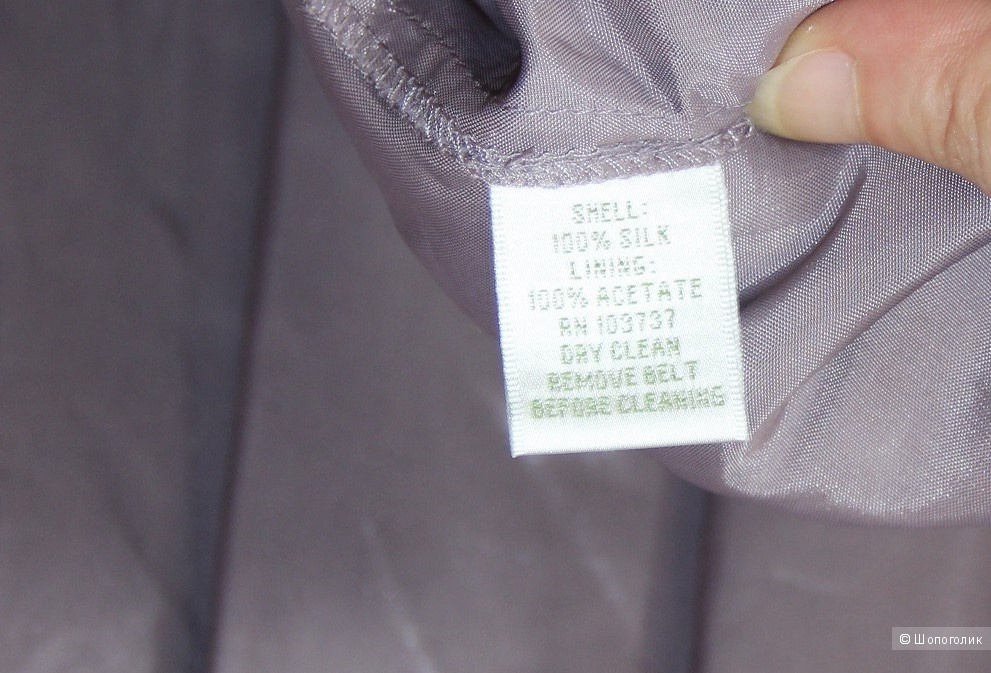 SHELL:
100% SILK
LINING:
100% ACETATE
RN 103737
DRY CLEAN
REMOVE BELT
BEFORE CLEANING
© Шопоголик